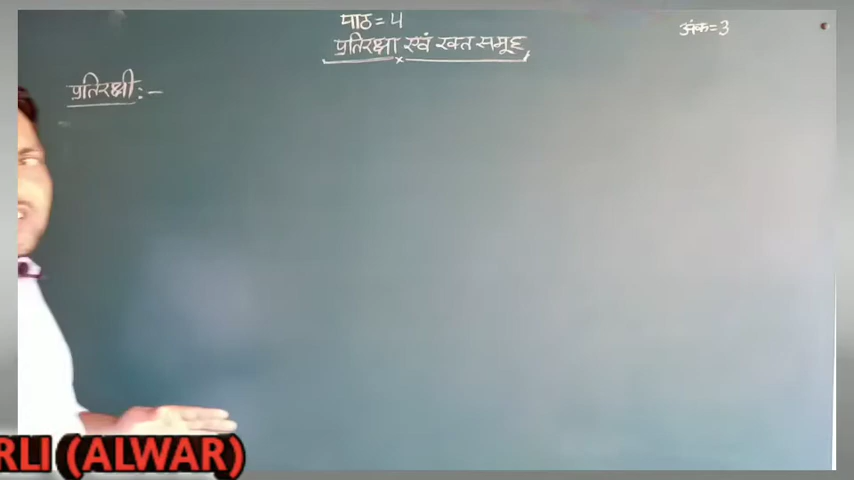 पाठ = 4
अंक = 3
प्रतिरक्षा एवं रक्त समूह
प्रतिरक्षी : -
RLI (ALWAR)